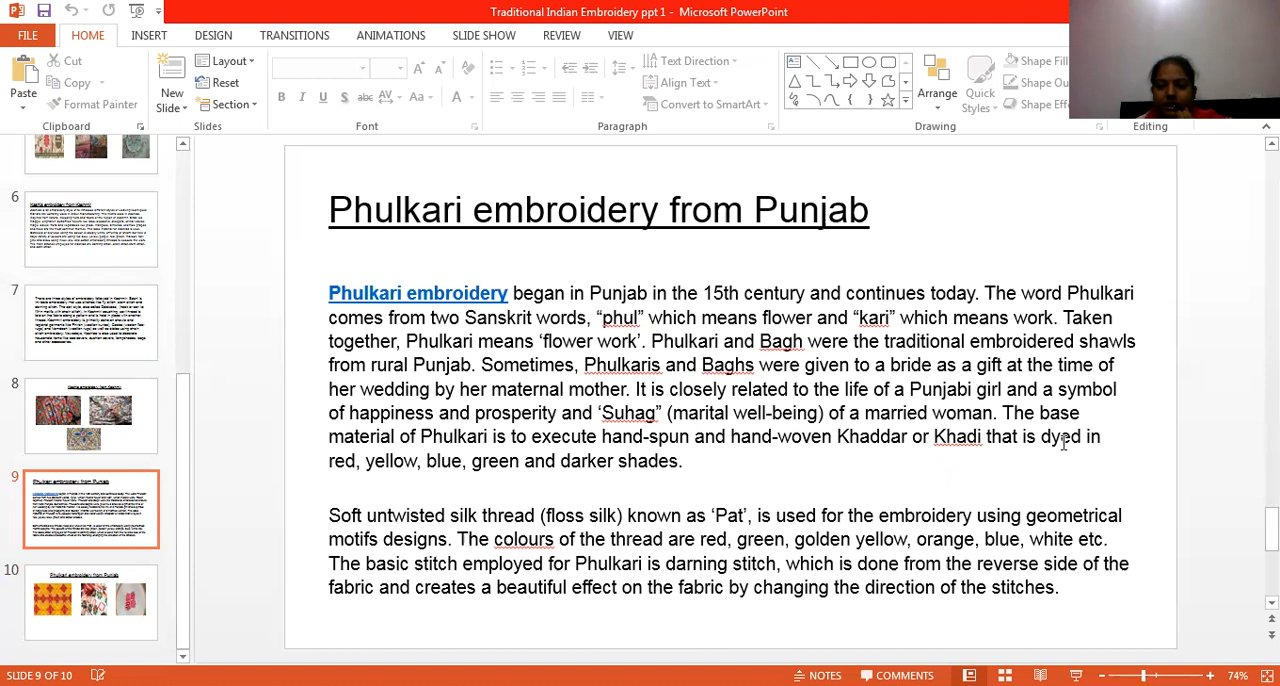 Traditional Indian Embroidery ppt 1 - Microsoft PowerPoint
FILE HOME INSERT DESIGN TRANSITIONS ANIMATIONS SLIDE SHOW REVIEW VIEW
Paste
Cut
Copy
Format Painter
Clipboard
New
Slide
Layout
Reset
Section
Slides
B I U S abc AV Aa A
Font
Text Direction
Align Text
Convert to SmartArt
Paragraph
Arrange
Quick
Styles
Shape Fill
Shape Ou
Shape Effe
Drawing
Editing
6
7
8
9
10
Phulkari embroidery from Punjab
Phulkari embroidery began in Punjab in the 15th century and continues today. The word Phulkari
comes from two Sanskrit words, “phul” which means flower and “kari” which means work. Taken
together, Phulkari means ‘flower work’. Phulkari and Bagh were the traditional embroidered shawls
from rural Punjab. Sometimes, Phulkaris and Baghs were given to a bride as a gift at the time of
her wedding by her maternal mother. It is closely related to the life of a Punjabi girl and a symbol
of happiness and prosperity and ‘Suhag” (marital well-being) of a married woman. The base
material of Phulkari is to execute hand-spun and hand-woven Khaddar or Khadi that is dyed in
red, yellow, blue, green and darker shades.
Soft untwisted silk thread (floss silk) known as ‘Pat’, is used for the embroidery using geometrical
motifs designs. The colours of the thread are red, green, golden yellow, orange, blue, white etc.
The basic stitch employed for Phulkari is darning stitch, which is done from the reverse side of the
fabric and creates a beautiful effect on the fabric by changing the direction of the stitches.
SLIDE 9 OF 10
NOTES
COMMENTS
74%